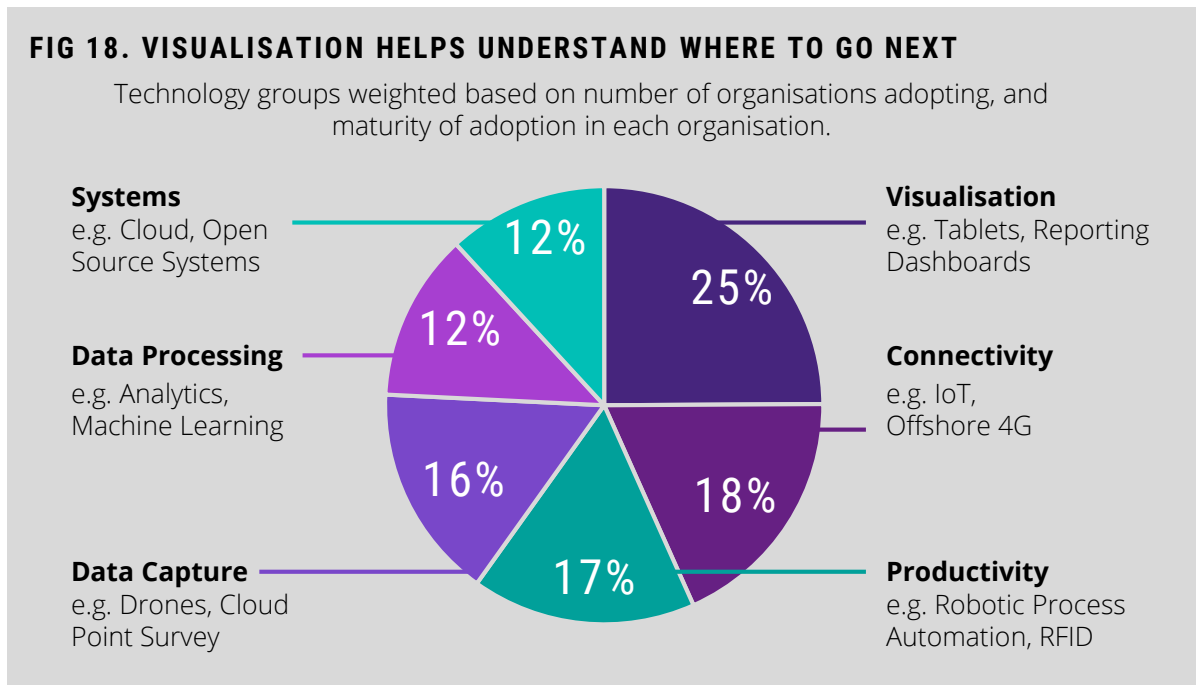 FIG 18. VISUALISATION HELPS UNDERSTAND WHERE TO GO NEXT
Technology groups weighted based on number of organisations adopting, and
maturity of adoption in each organisation.
Systems
e.g. Cloud, Open
Source Systems
12%
Visualisation
e.g. Tablets, Reporting
Dashboards
25%
Data Processing
e.g. Analytics,
Machine Learning
12%
Connectivity
e.g. IoT,
Offshore 4G
18%
Data Capture
e.g. Drones, Cloud
Point Survey
16%
Productivity
e.g. Robotic Process
Automation, RFID
17%